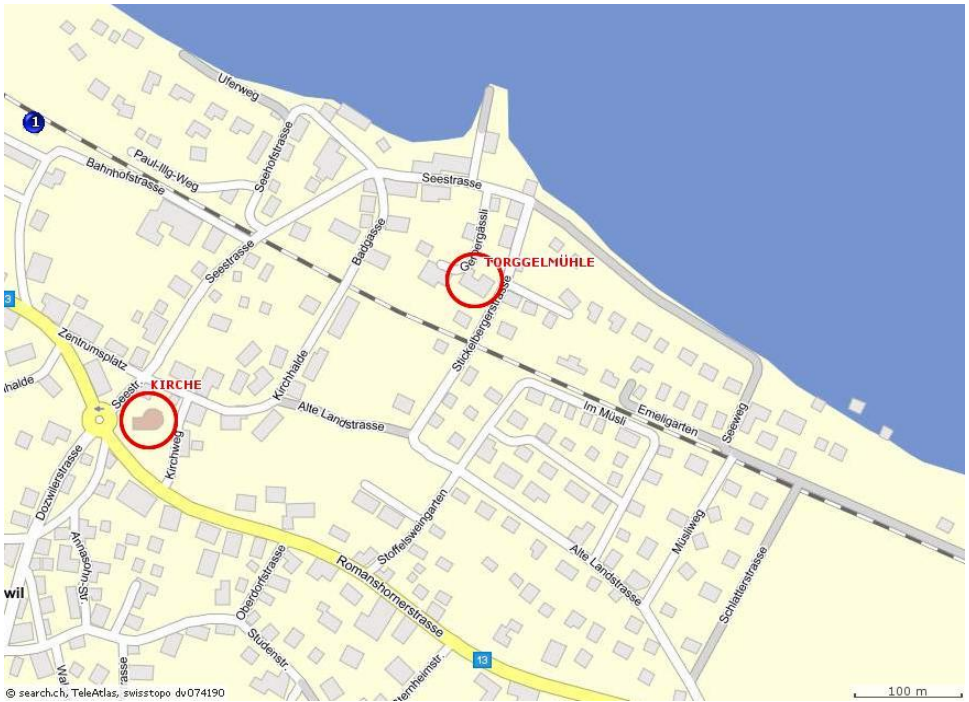 Uferweg
1
Paul-Illg-Weg
Seehofstrasse
Bahnhofstrasse
Seestrasse
Seestrasse
Badgasse
Gerbergässli
TORGGELMÜHLE
Stickelbergerstrasse
13
Zentrumsplatz
Seestr.
KIRCHE
Kirchhalde
Alte Landstrasse
Im Müsli
Emeligarten
Seeweg
Kirchweg
Dozwilerstrasse
Annasohn-Str.
Stoffelsweingarten
Müsliweg
Alte Landstrasse
Schlatterstrasse
Oberdorfstrasse
Romanshornerstrasse
wil
Studenstr.
13
© search.ch, TeleAtlas, swisstopo dv074190
100 m